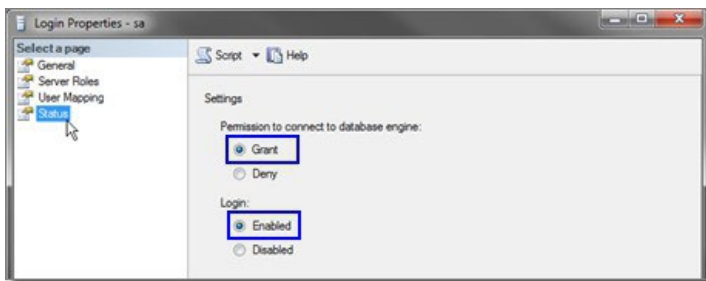 Login Properties - sa
Select a page
General
Server Roles
User Mapping
Status
Script Help
Settings
Permission to connect to database engine:
Grant
Deny
Login:
Enabled
Disabled